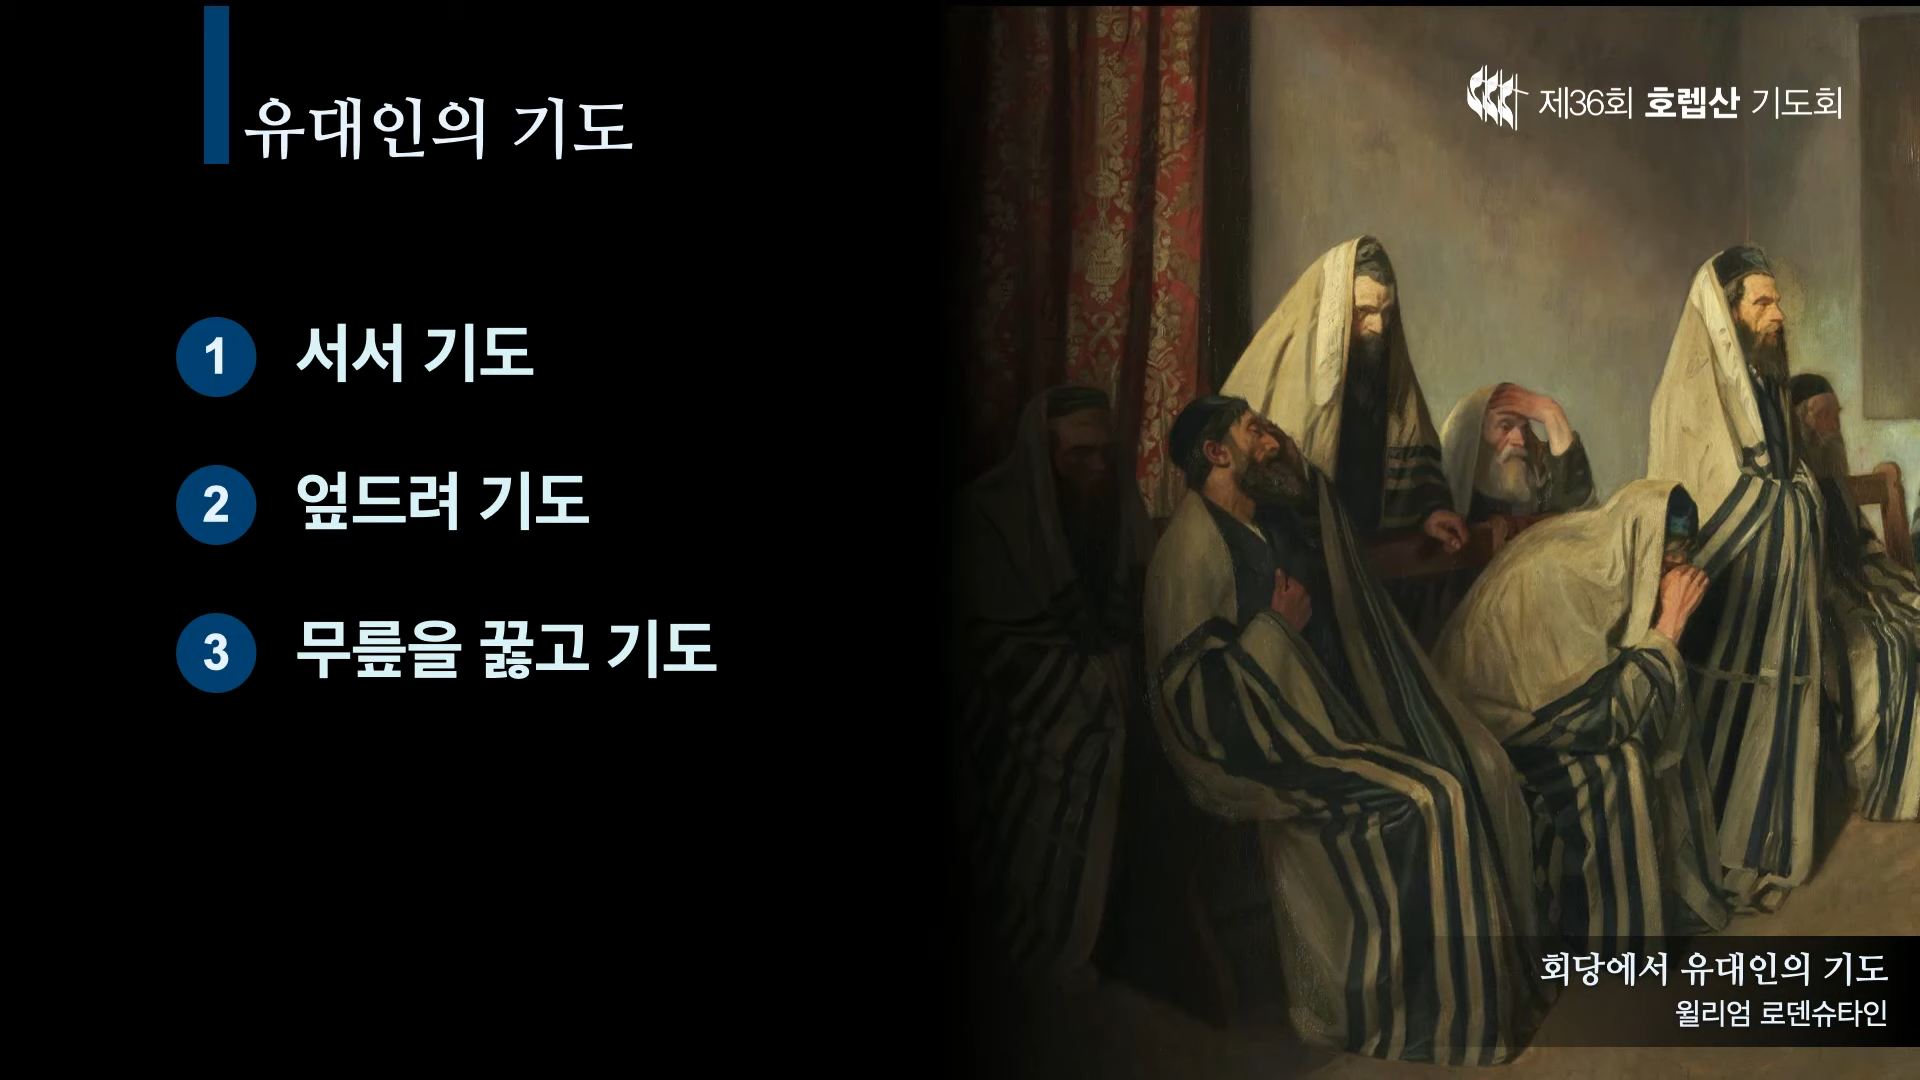 유대인의 기도
제36회 호렙산 기도회
1 서서 기도
2 엎드려 기도
3 무릎을 꿇고 기도
회당에서 유대인의 기도
윌리엄 로덴슈타인